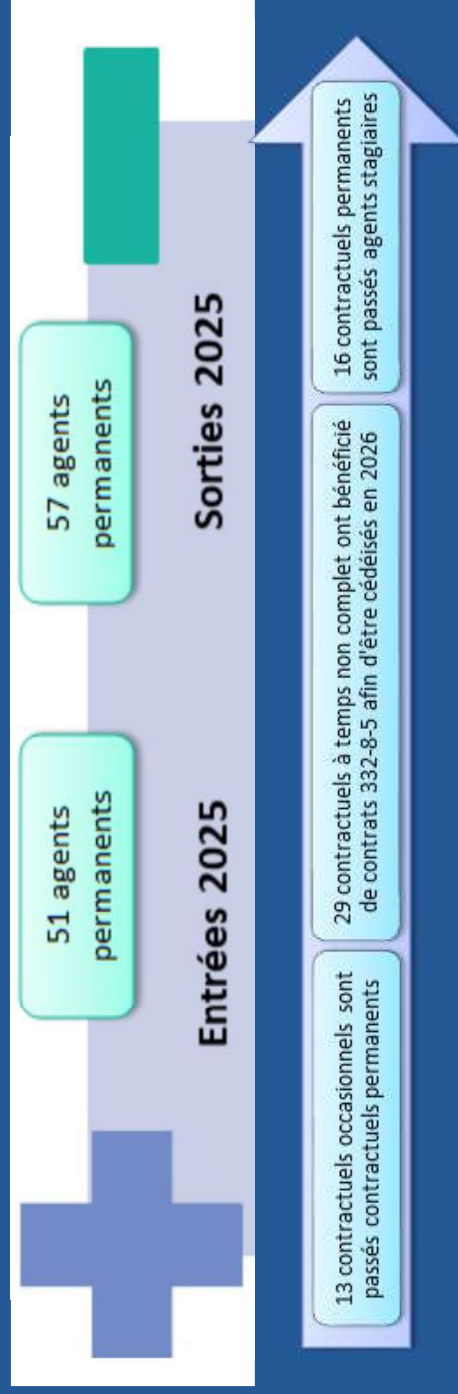 51 agents
permanents
57 agents
permanents
Entrées 2025
Sorties 2025
13 contractuels occasionnels sont
passés contractuels permanents
29 contractuels à temps non complet ont bénéficié
de contrats 332-8-5 afin d'être cédéisés en 2026
16 contractuels permanents
sont passés agents stagiaires